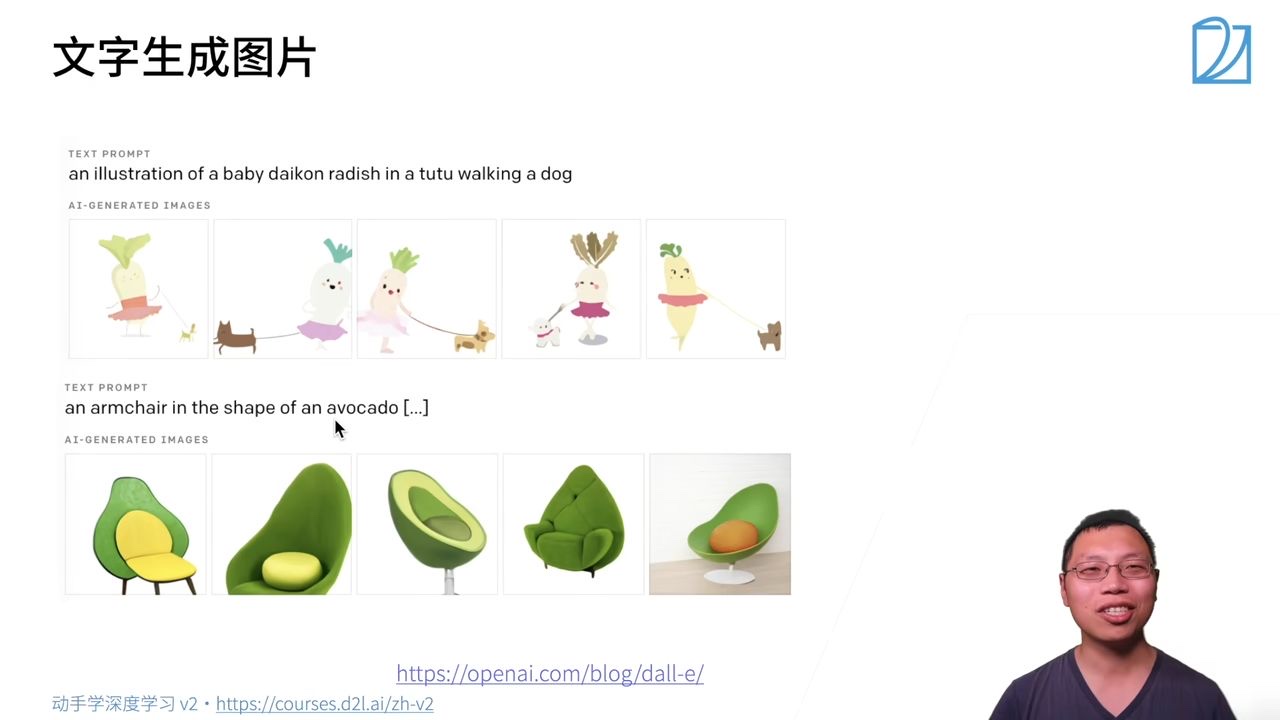 文字生成图片
TEXT PROMPT
an illustration of a baby daikon radish in a tutu walking a dog
AI-GENERATED IMAGES
TEXT PROMPT
an armchair in the shape of an avocado [...]
AI-GENERATED IMAGES
https://openai.com/blog/dall-e/
动手学深度学习 v2 · https://courses.d2l.ai/zh-v2